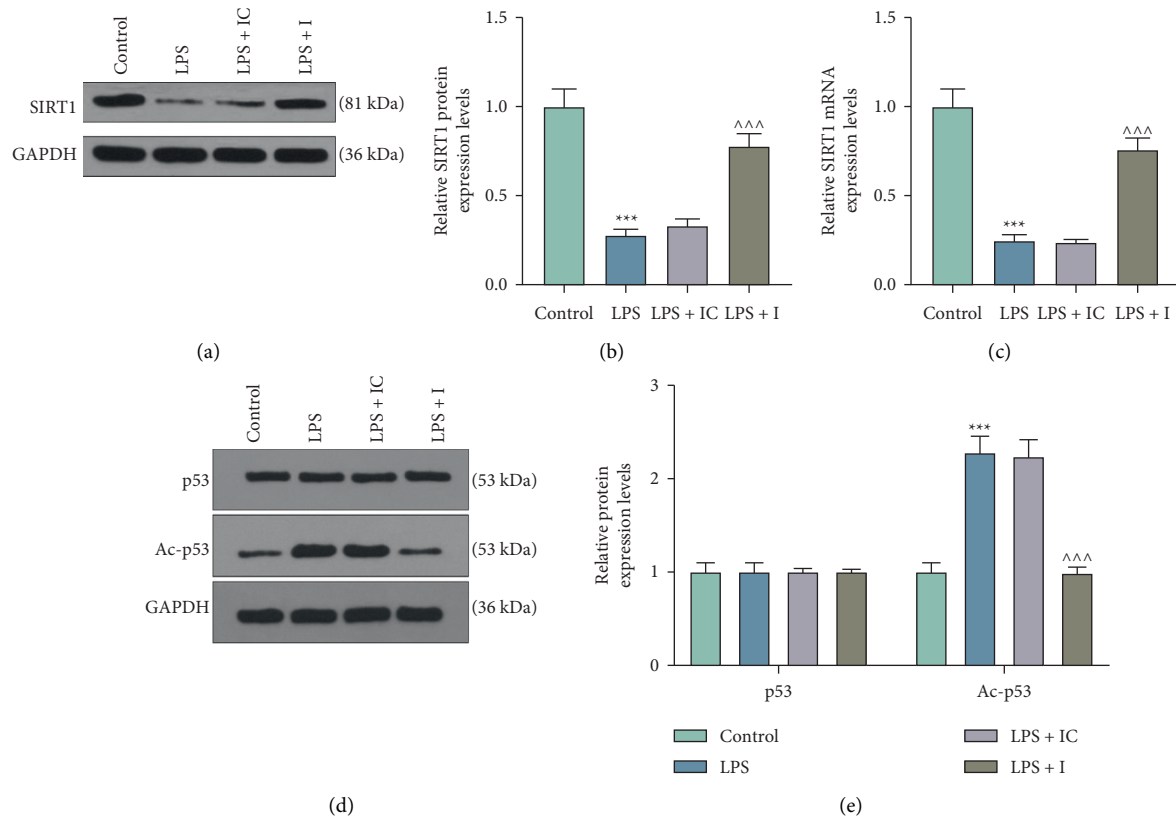 Control
LPS
LPS + IC
LPS + I
SIRT1
(81 kDa)
GAPDH
(36 kDa)
(a)
Relative SIRT1 protein
expression levels
1.5
1.0
0.5
0.0
***
^^^
Control LPS LPS + IC LPS + I
(b)
Relative SIRT1 mRNA
expression levels
1.5
1.0
0.5
0.0
***
^^^
Control LPS LPS + IC LPS + I
(c)
Control
LPS
LPS + IC
LPS + I
p53
(53 kDa)
Ac-p53
(53 kDa)
GAPDH
(36 kDa)
(d)
Relative protein
expression levels
3
2
1
0
***
^^^
p53 Ac-p53
Control
LPS
LPS + IC
LPS + I
(e)